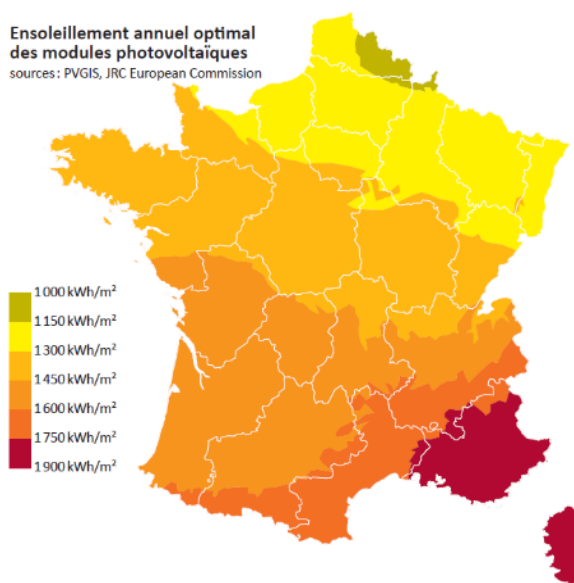 Ensoleillement annuel optimal
des modules photovoltaïques
sources : PVGIS, JRC European Commission
1000 kWh/m²
1150 kWh/m²
1300 kWh/m²
1450 kWh/m²
1600 kWh/m²
1750 kWh/m²
1900 kWh/m²